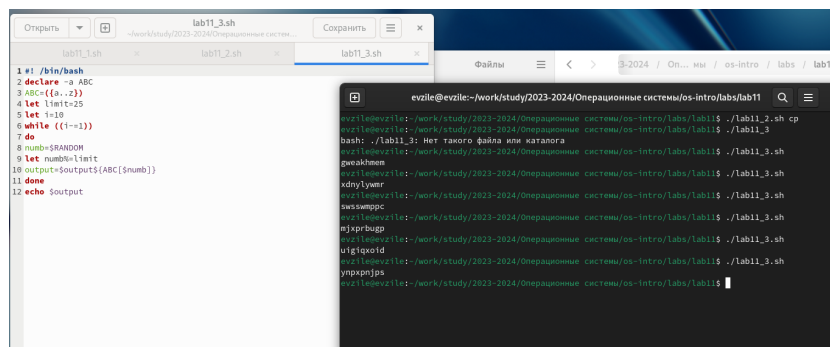 Открыть
lab11_3.sh
~/work/study/2023-2024/Операционные систем...
Сохранить
lab11_1.sh × lab11_2.sh × lab11_3.sh ×
1 #! /bin/bash
2 declare -a ABC
3 ABC=({a..z})
4 let limit=25
5 let i=10
6 while ((i-=1))
7 do
8 numb=$RANDOM
9 let numb%=limit
10 output=$output${ABC[$numb]}
11 done
12 echo $output
Файлы
3-2024 / Оп... мы / os-intro / labs / lab1
evzile@evzile:~/work/study/2023-2024/Операционные системы/os-intro/labs/lab11
evzile@evzile:~/work/study/2023-2024/Операционные системы/os-intro/labs/lab11$ ./lab11_2.sh cp
evzile@evzile:~/work/study/2023-2024/Операционные системы/os-intro/labs/lab11$ ./lab11_3
bash: ./lab11_3: Нет такого файла или каталога
evzile@evzile:~/work/study/2023-2024/Операционные системы/os-intro/labs/lab11$ ./lab11_3.sh
gweakhmem
evzile@evzile:~/work/study/2023-2024/Операционные системы/os-intro/labs/lab11$ ./lab11_3.sh
xdnylywmr
evzile@evzile:~/work/study/2023-2024/Операционные системы/os-intro/labs/lab11$ ./lab11_3.sh
swsswmppc
evzile@evzile:~/work/study/2023-2024/Операционные системы/os-intro/labs/lab11$ ./lab11_3.sh
mjxprbugp
evzile@evzile:~/work/study/2023-2024/Операционные системы/os-intro/labs/lab11$ ./lab11_3.sh
uigiqxoid
evzile@evzile:~/work/study/2023-2024/Операционные системы/os-intro/labs/lab11$ ./lab11_3.sh
ynpxpnjps
evzile@evzile:~/work/study/2023-2024/Операционные системы/os-intro/labs/lab11$